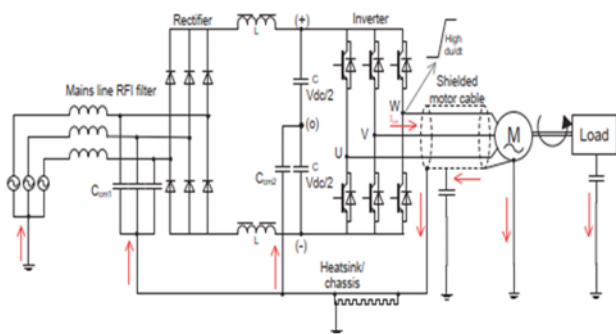 Rectifier
L
(+)
Inverter
High
du/dt
Mains line RFI filter
C
Vdc/2
(o)
Shielded
motor cable
W
V
U
M
Load
Ccm1
Ccm2
C
Vdc/2
L
(-)
Heatsink/
chassis